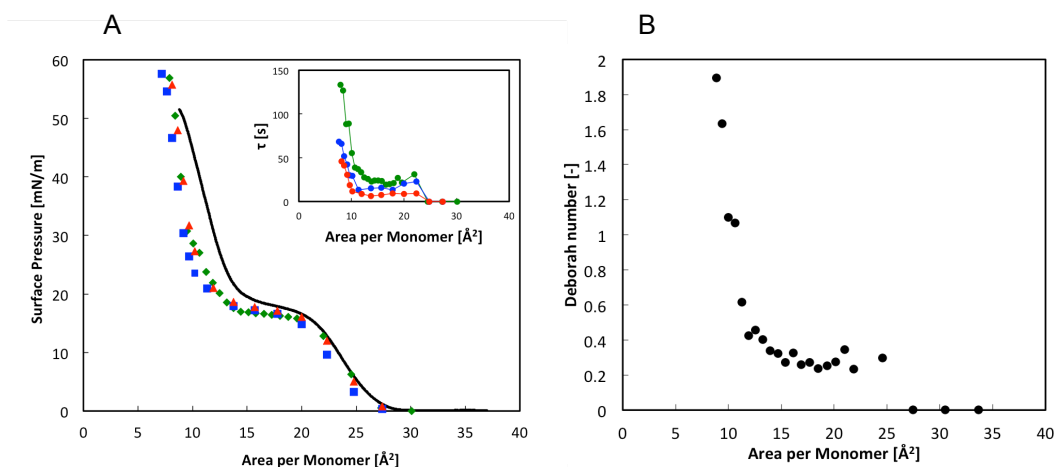 A
B
60
50
40
30
20
10
0
Surface Pressure [mN/m]
0 5 10 15 20 25 30 35 40
Area per Monomer [Å²]
150
100
50
0
τ [s]
0 10 20 30 40
Area per Monomer [Å²]
2
1.8
1.6
1.4
1.2
1
0.8
0.6
0.4
0.2
0
Deborah number [-]
0 5 10 15 20 25 30 35 40
Area per Monomer [Å²]